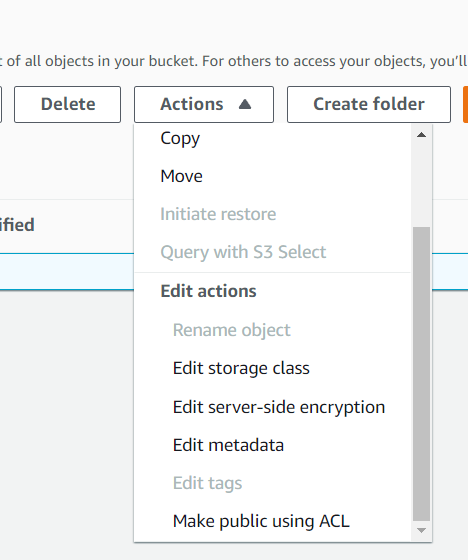 of all objects in your bucket. For others to access your objects, you'll
Delete
Actions
Create folder
Copy
Move
Initiate restore
ified
Query with S3 Select
Edit actions
Rename object
Edit storage class
Edit server-side encryption
Edit metadata
Edit tags
Make public using ACL